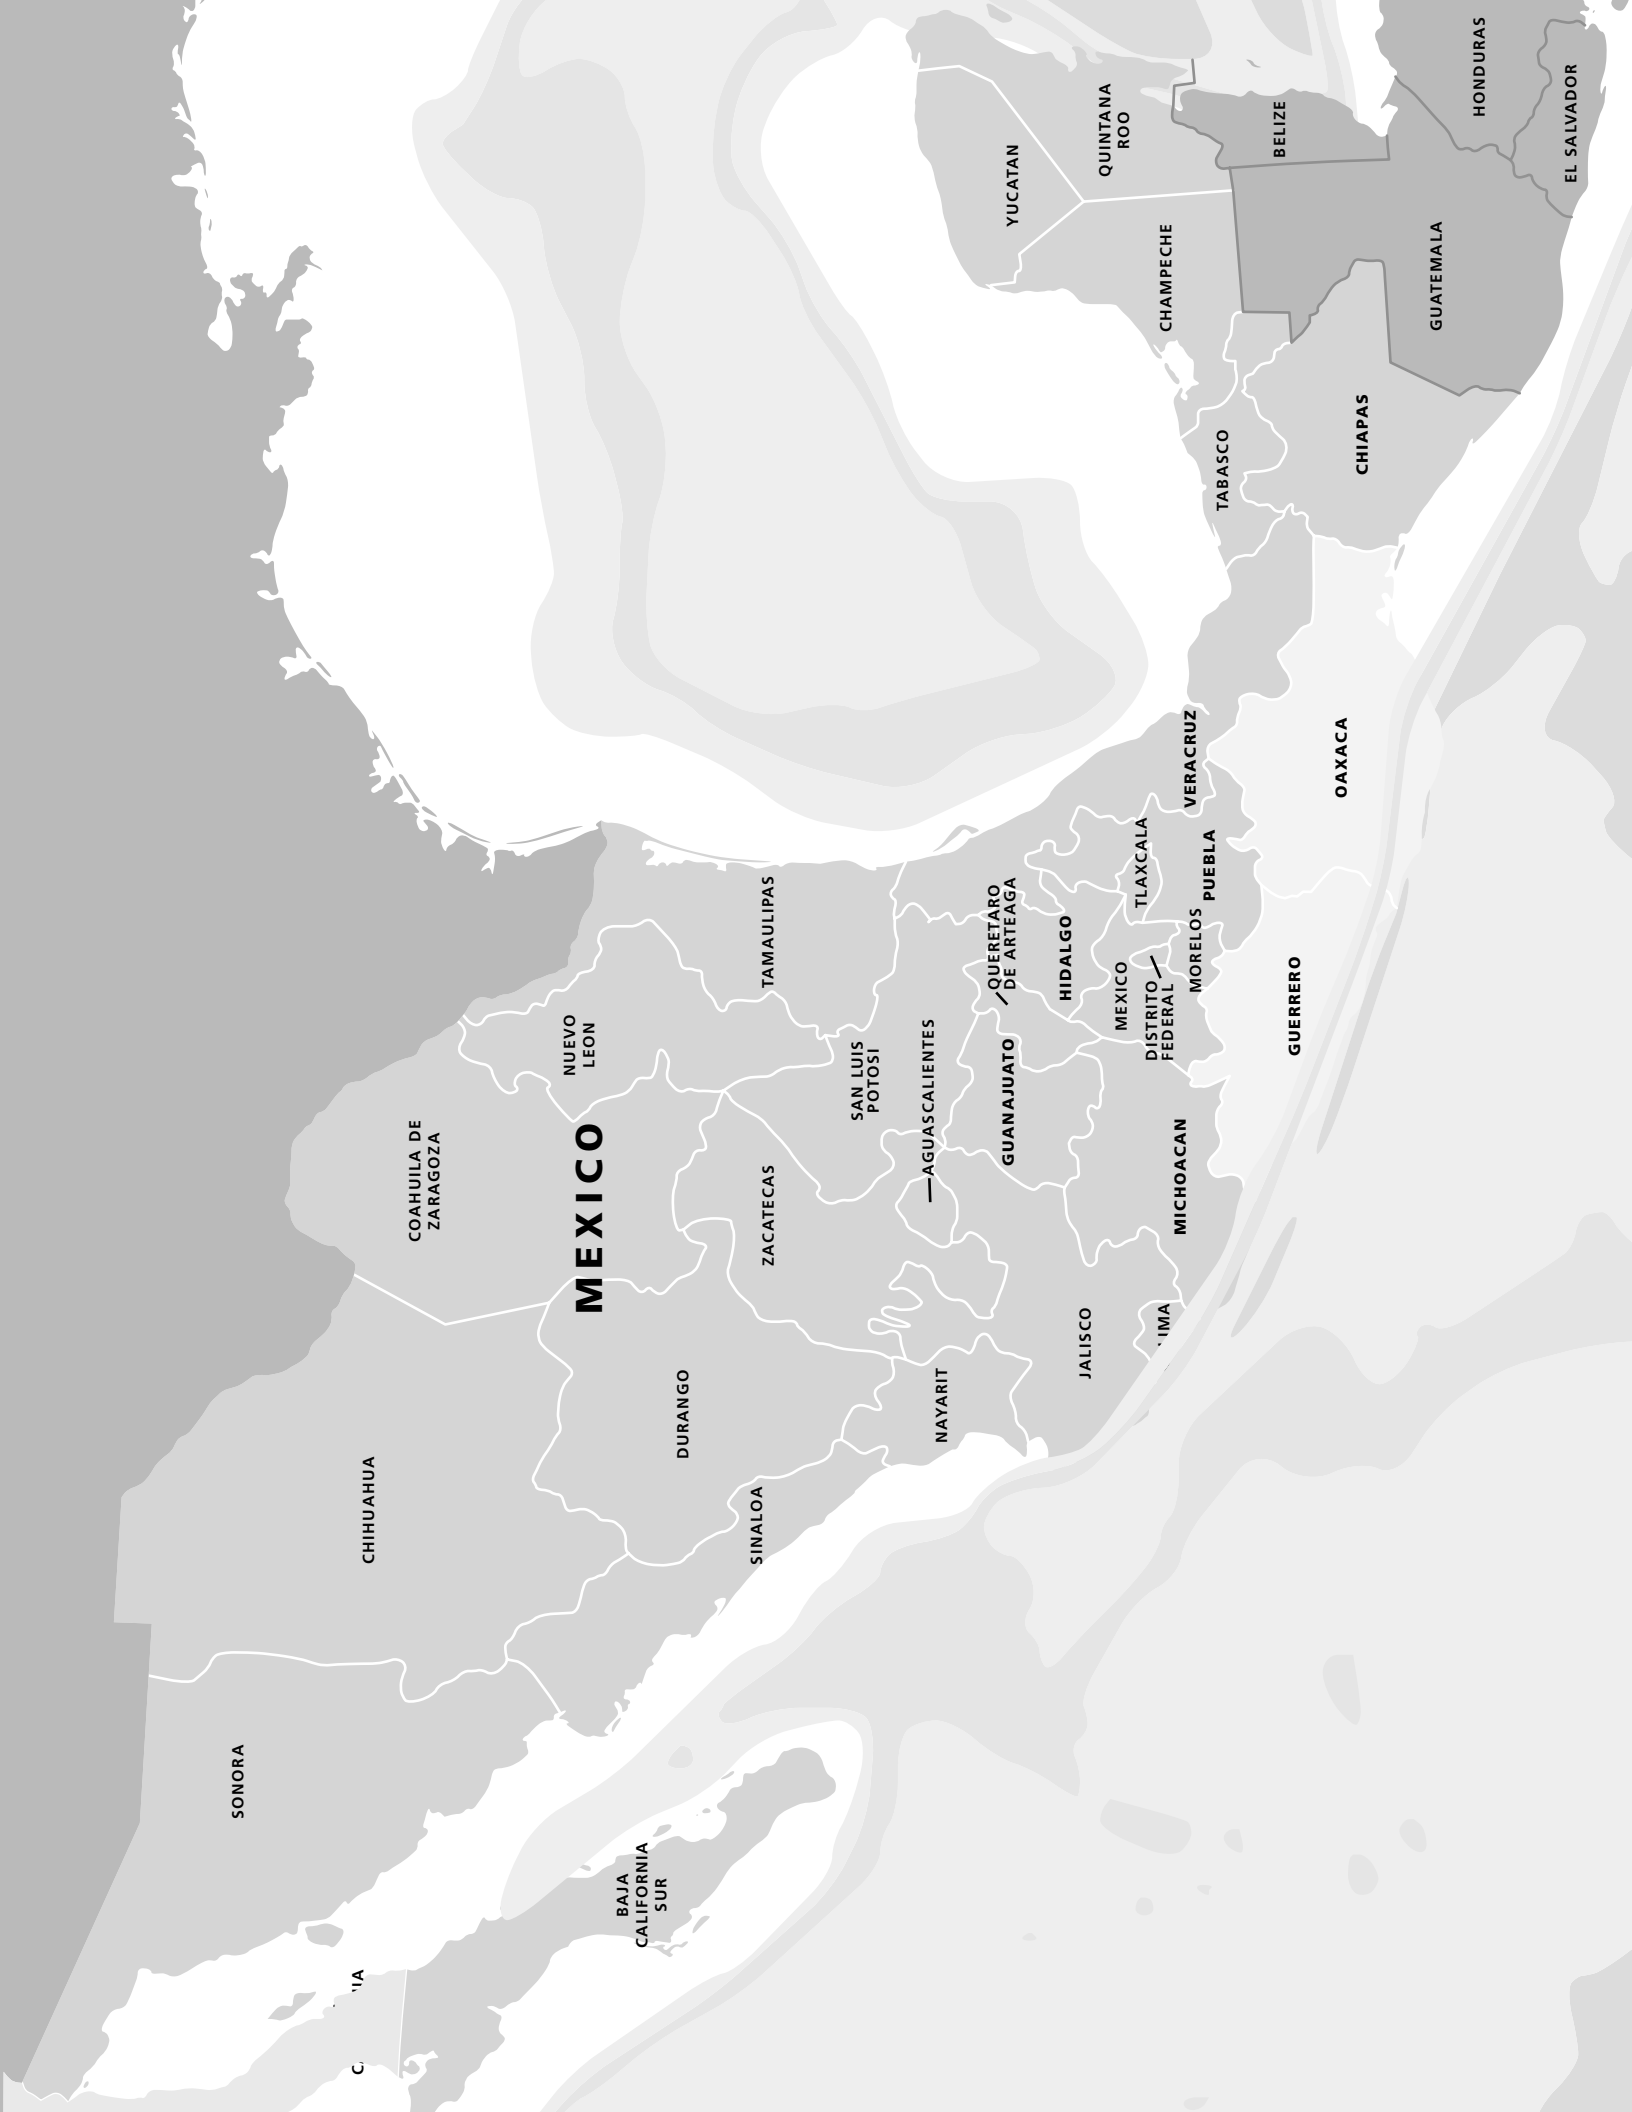 SONORA
CHIHUAHUA
COAHUILA DE
ZARAGOZA
NUEVO
LEON
MEXICO
BAJA
CALIFORNIA
SUR
SINALOA
DURANGO
ZACATECAS
TAMAULIPAS
SAN LUIS
POTOSI
AGUASCALIENTES
NAYARIT
GUANAJUATO
QUERETARO
DE ARTEAGA
HIDALGO
JALISCO
MEXICO
DISTRITO
FEDERAL
TLAXCALA
MICHOACAN
MORELOS
PUEBLA
VERACRUZ
GUERRERO
OAXACA
TABASCO
CHIAPAS
CHAMPECHE
YUCATAN
QUINTANA
ROO
BELIZE
GUATEMALA
HONDURAS
EL SALVADOR